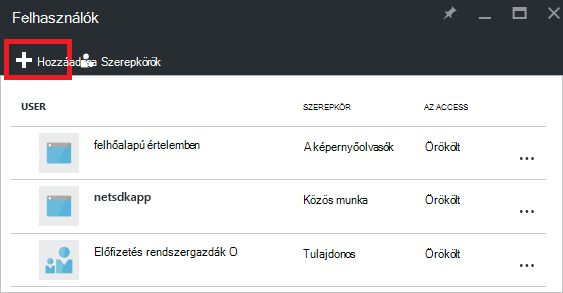 Felhasználók
Hozzáadása Szerepkörök
USER SZEREPKÖR AZ ACCESS
felhőalapú értelemben A képernyőolvasók Örökölt
netsdkapp Közös munka Örökölt
Előfizetés rendszergazdák O Tulajdonos Örökölt